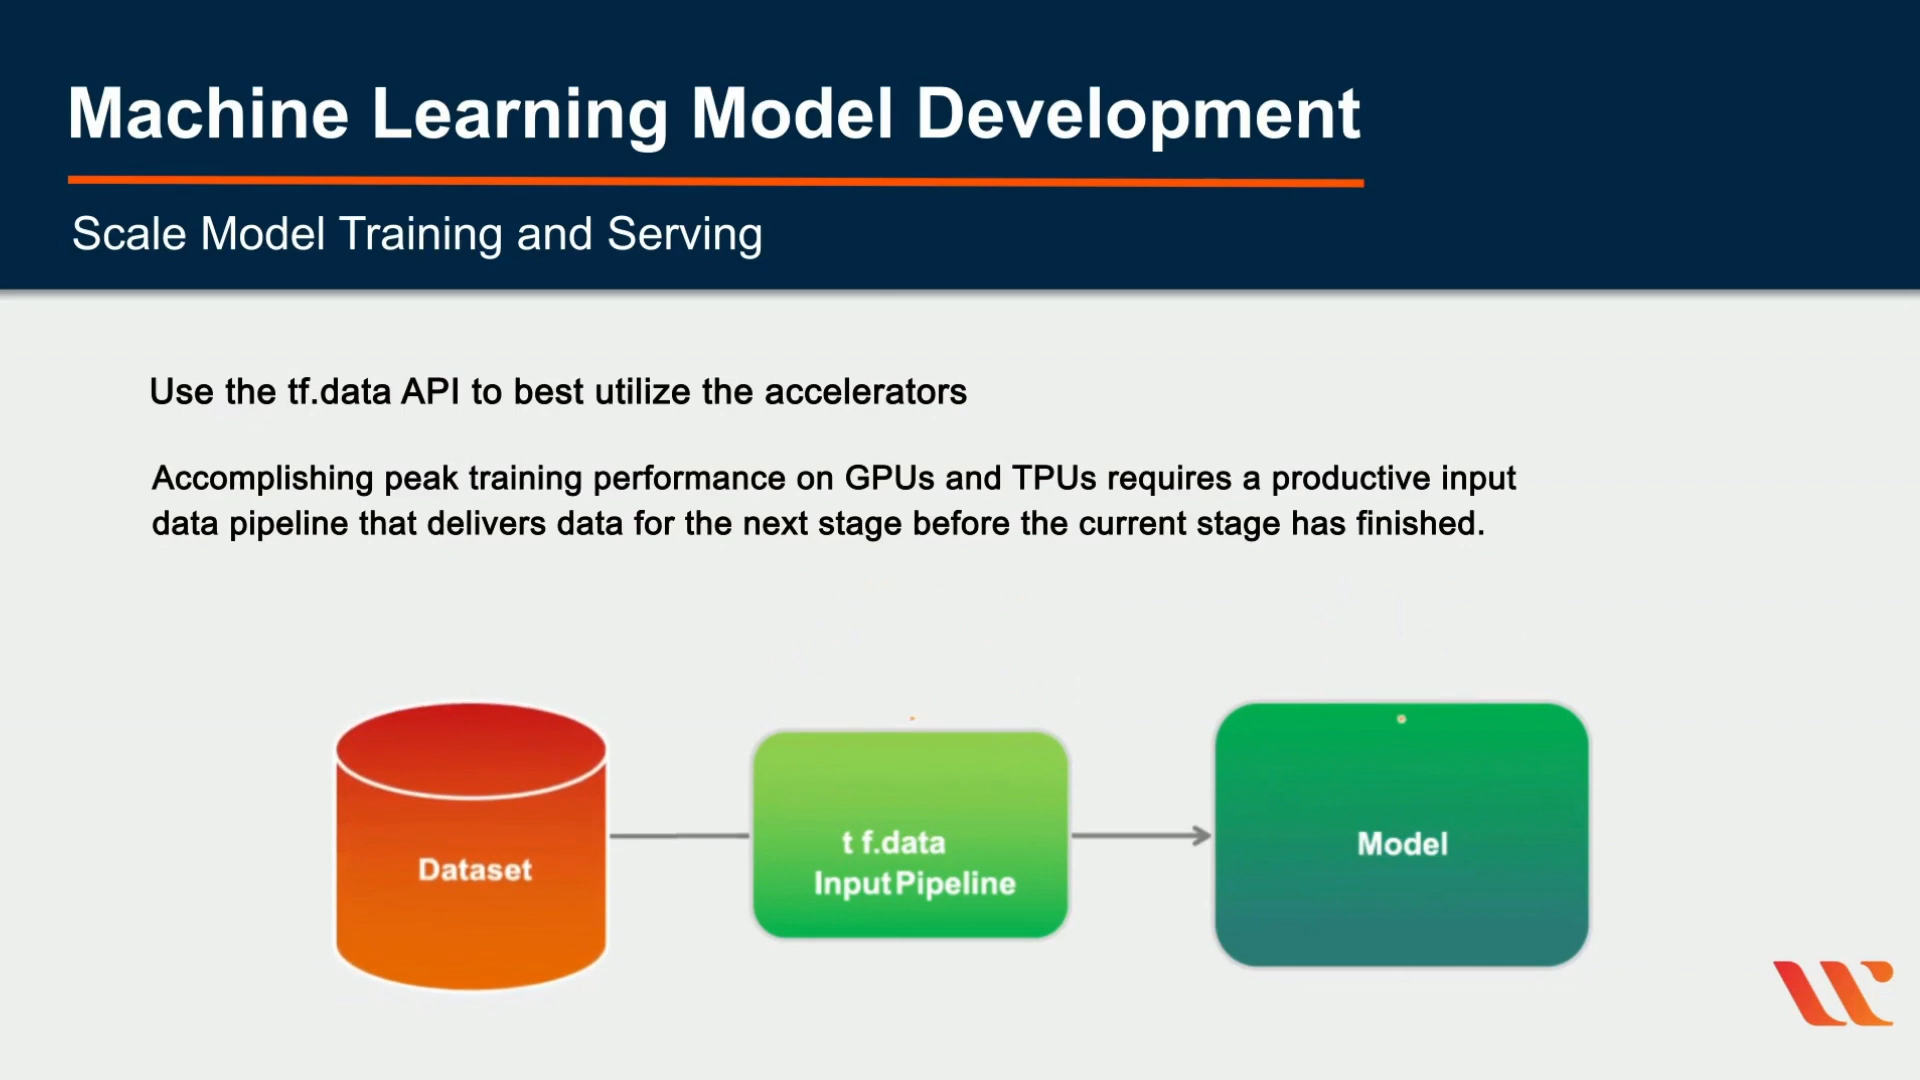 Machine Learning Model Development
Scale Model Training and Serving
Use the tf.data API to best utilize the accelerators
Accomplishing peak training performance on GPUs and TPUs requires a productive input
data pipeline that delivers data for the next stage before the current stage has finished.
Dataset
t f.data
Input Pipeline
Model